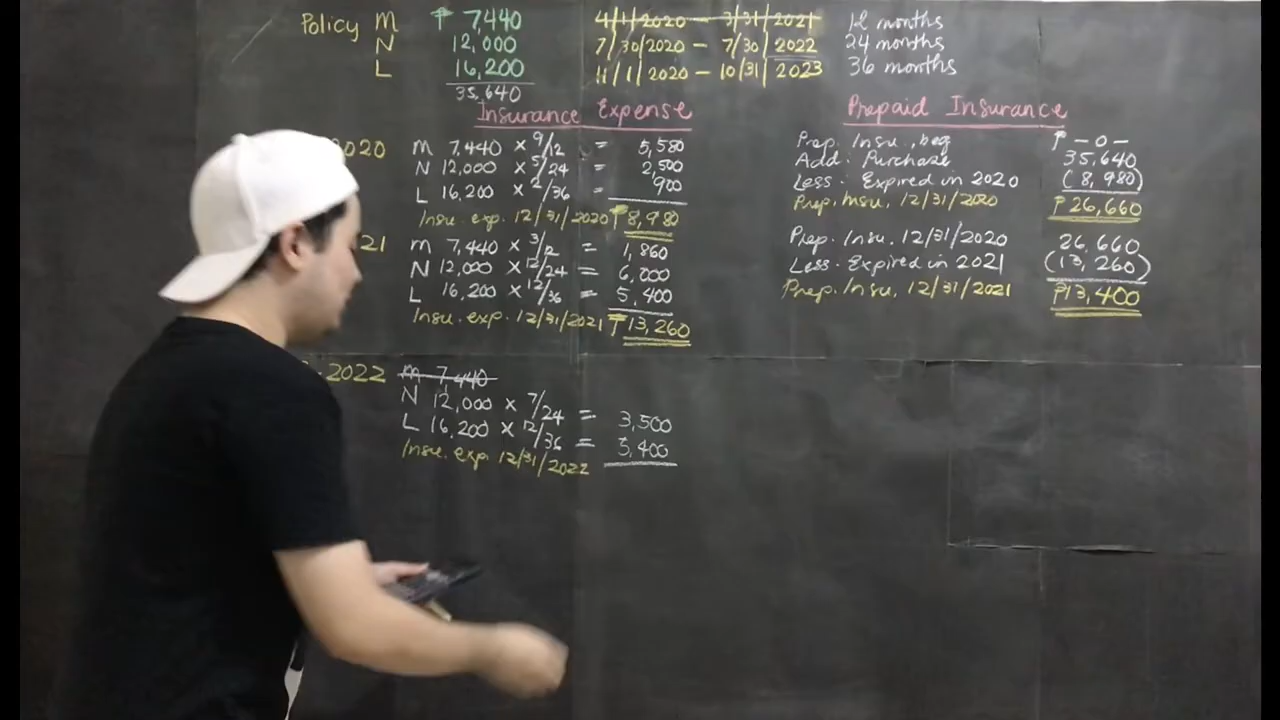 Policy M ₱ 7,440 4/1/2020 — 3/31/2021 12 months
N 12,000 7/30/2020 — 7/30/2022 24 months
L 16,200 11/1/2020 — 10/31/2023 36 months
35,640
Insurance Expense
2020 M 7,440 × 9/12 = 5,580
N 12,000 × 5/24 = 2,500
L 16,200 × 2/36 = 900
Insu. exp. 12/31/2020 ₱8,980
21 M 7,440 × 3/12 = 1,860
N 12,000 × 12/24 = 6,000
L 16,200 × 12/36 = 5,400
Insu. exp. 12/31/2021 ₱13,260
.2022 M 7,440
N 12,000 × 7/24 = 3,500
L 16,200 × 12/36 = 5,400
Insu. exp. 12/31/2022
Prepaid Insurance
Prep. Insu., beg ₱ -0-
Add: Purchase 35,640
Less: Expired in 2020 (8,980)
Prep. Insu, 12/31/2020 ₱26,660
Prep. Insu. 12/31/2020 26,660
Less: Expired in 2021 (13,260)
Prep. Insu, 12/31/2021 ₱13,400